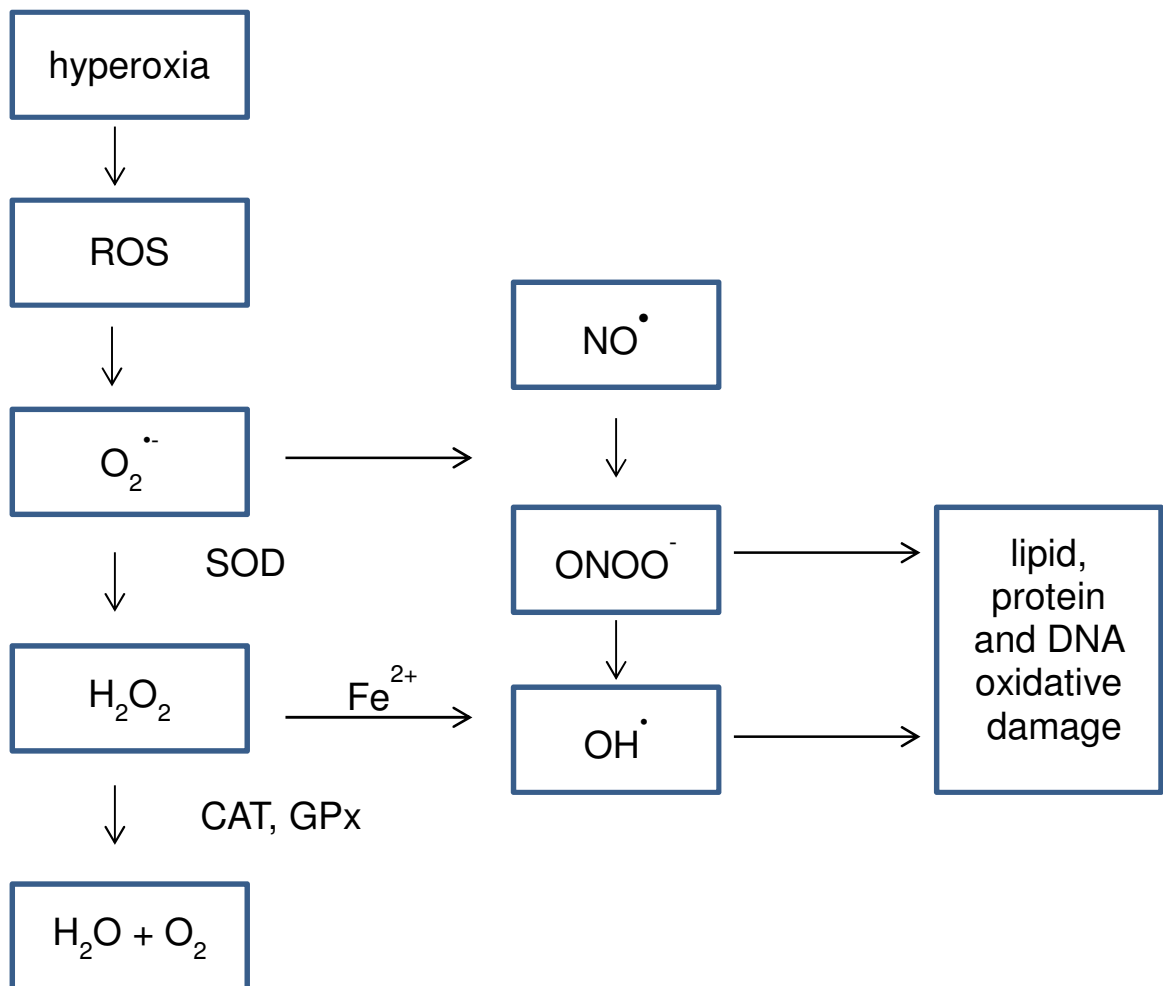 hyperoxia
ROS
NO•
O₂•-
SOD
ONOO-
lipid,
protein
and DNA
oxidative
damage
H₂O₂
Fe²⁺
OH•
CAT, GPx
H₂O + O₂